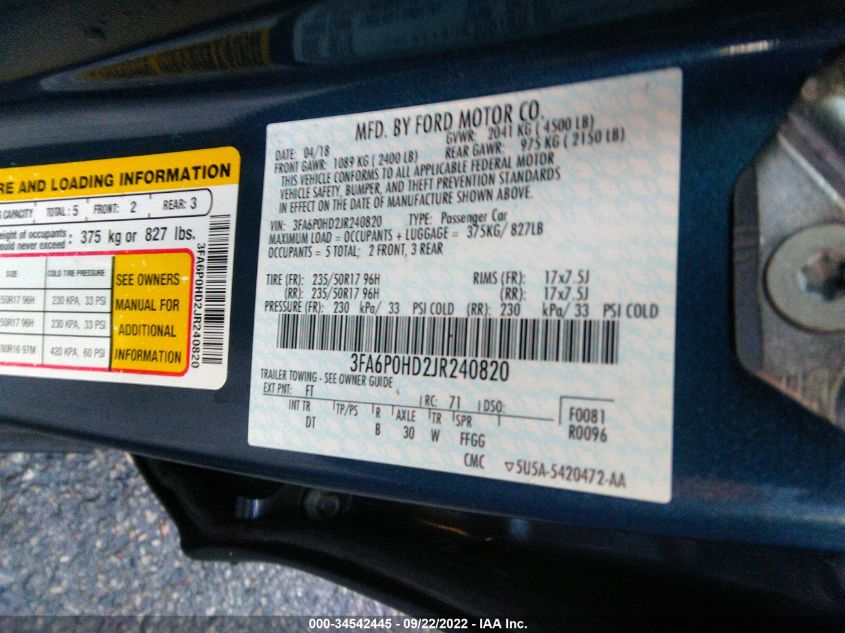 RE AND LOADING INFORMATION
CAPACITY TOTAL: 5 FRONT: 2 REAR: 3
weight of occupants
should never exceed 375 kg or 827 lbs.
SIZE COLD TIRE PRESSURE
50R17 96H 230 KPA, 33 PSI
50R17 96H 230 KPA, 33 PSI
80R16 97M 420 KPA, 60 PSI
SEE OWNERS
MANUAL FOR
ADDITIONAL
INFORMATION
3FA6P0HD2JR240820
MFD. BY FORD MOTOR CO.
DATE: 04/18 GVWR: 2041 KG ( 4500 LB)
FRONT GAWR: 1089 KG ( 2400 LB) REAR GAWR: 975 KG ( 2150 LB)
THIS VEHICLE CONFORMS TO ALL APPLICABLE FEDERAL MOTOR
VEHICLE SAFETY, BUMPER, AND THEFT PREVENTION STANDARDS
IN EFFECT ON THE DATE OF MANUFACTURE SHOWN ABOVE.
VIN: 3FA6P0HD2JR240820 TYPE: Passenger Car
MAXIMUM LOAD = OCCUPANTS + LUGGAGE = 375KG/ 827LB
OCCUPANTS = 5 TOTAL; 2 FRONT, 3 REAR
TIRE (FR): 235/50R17 96H RIMS (FR): 17x7.5J
(RR): 235/50R17 96H (RR): 17x7.5J
PRESSURE (FR): 230 kPa/ 33 PSI COLD (RR): 230 kPa/ 33 PSI COLD
3FA6P0HD2JR240820
TRAILER TOWING - SEE OWNER GUIDE
EXT PNT: FT RC: 71 DSO: F0081
INT TR TP/PS R AXLE TR SPR R0096
DT B 30 W FFGG
CMC 5U5A-5420472-AA
000-34542445 - 09/22/2022 - IAA Inc.